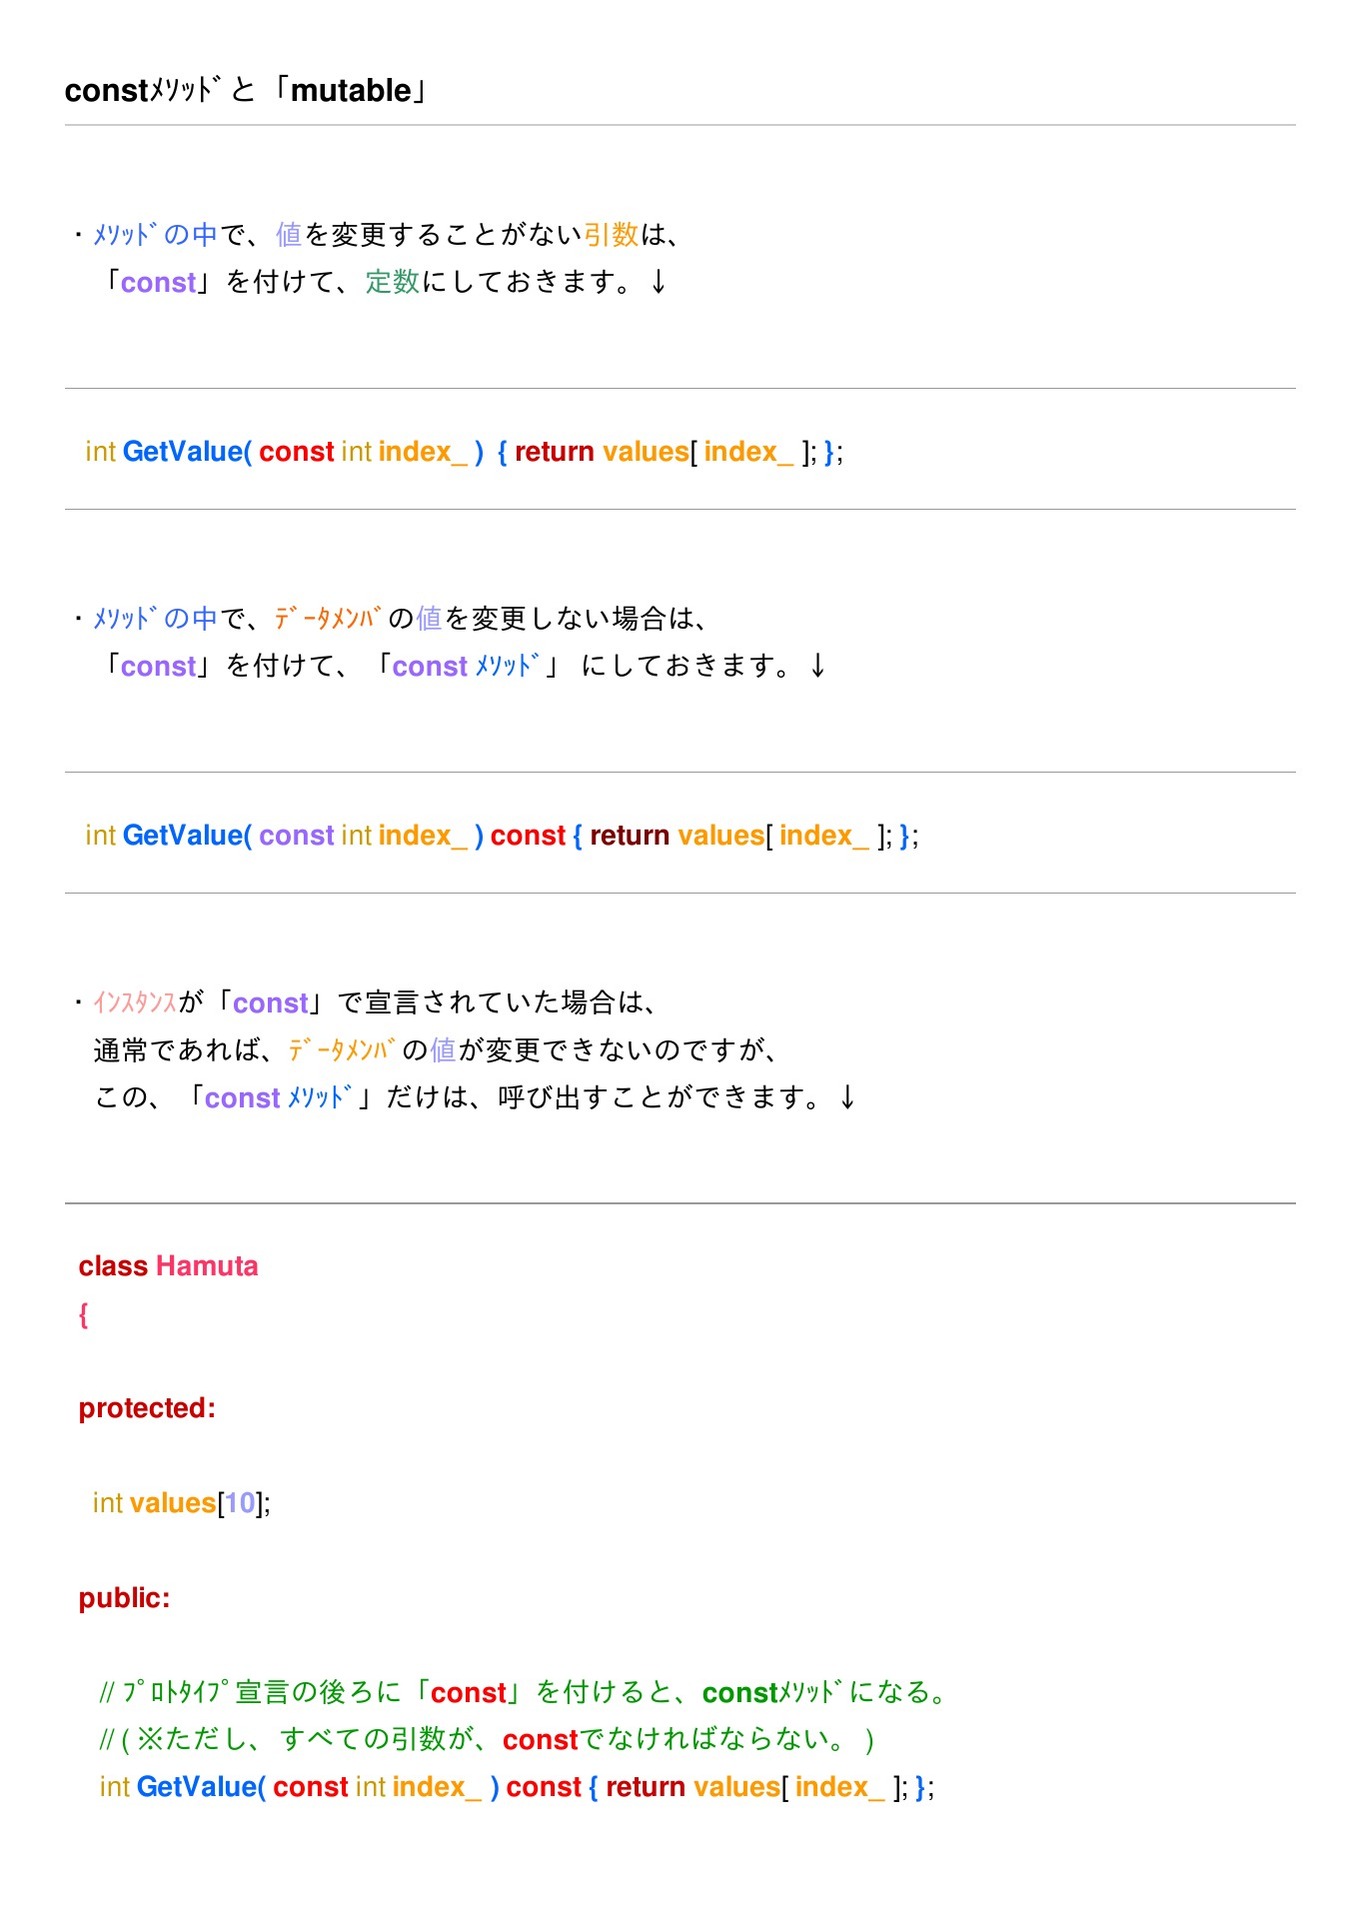 constﾒｿｯﾄﾞと「mutable」
・ﾒｿｯﾄﾞの中で、値を変更することがない引数は、
「const」を付けて、定数にしておきます。↓
int GetValue( const int index_ ) { return values[ index_ ]; };
・ﾒｿｯﾄﾞの中で、ﾃﾞｰﾀﾒﾝﾊﾞの値を変更しない場合は、
「const」を付けて、「const ﾒｿｯﾄﾞ」 にしておきます。↓
int GetValue( const int index_ ) const { return values[ index_ ]; };
・ｲﾝｽﾀﾝｽが「const」で宣言されていた場合は、
通常であれば、ﾃﾞｰﾀﾒﾝﾊﾞの値が変更できないのですが、
この、「const ﾒｿｯﾄﾞ」だけは、呼び出すことができます。↓
class Hamuta
{
protected:
int values[10];
public:
// ﾌﾟﾛﾄﾀｲﾌﾟ宣言の後ろに「const」を付けると、constﾒｿｯﾄﾞになる。
// ( ※ただし、すべての引数が、constでなければならない。 )
int GetValue( const int index_ ) const { return values[ index_ ]; };